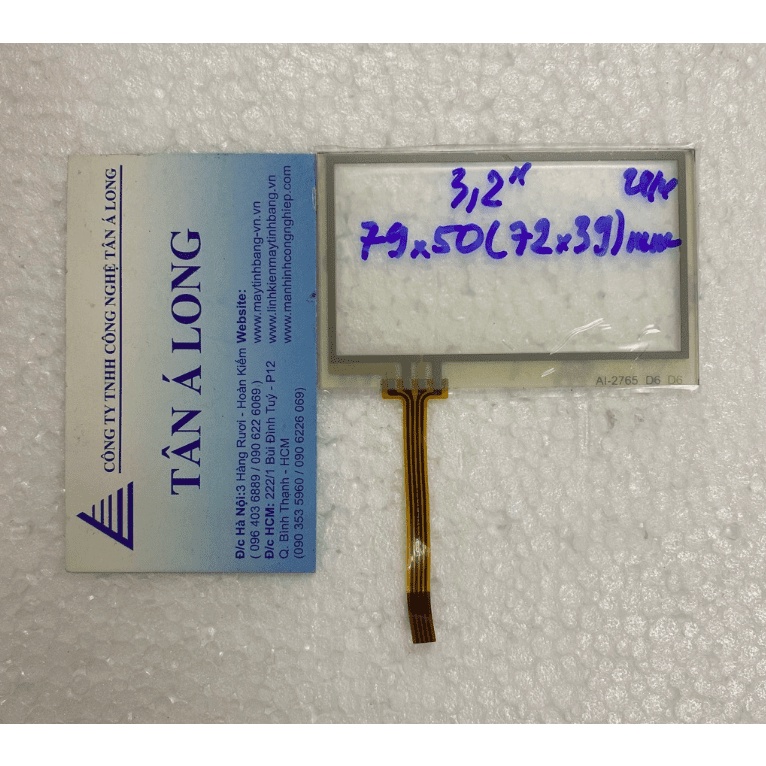 CÔNG TY TNHH CÔNG NGHỆ TÂN Á LONG
TÂN Á LONG
Đ/c Hà Nội:3 Hàng Rươi - Hoàn Kiếm Website:
( 096 403 6889 / 090 622 6069 ) www.maytinhbang-vn.vn
Đ/c HCM: 222/1 Bùi Đình Tuý - P12 www.linhkienmaytinhbang.vn
Q. Bình Thạnh - HCM www.manhinhcongnghiep.com
(090 353 5960 / 090 6226 069)
3,2"
79x50(72x39)mm
AI-2765 D6 D6